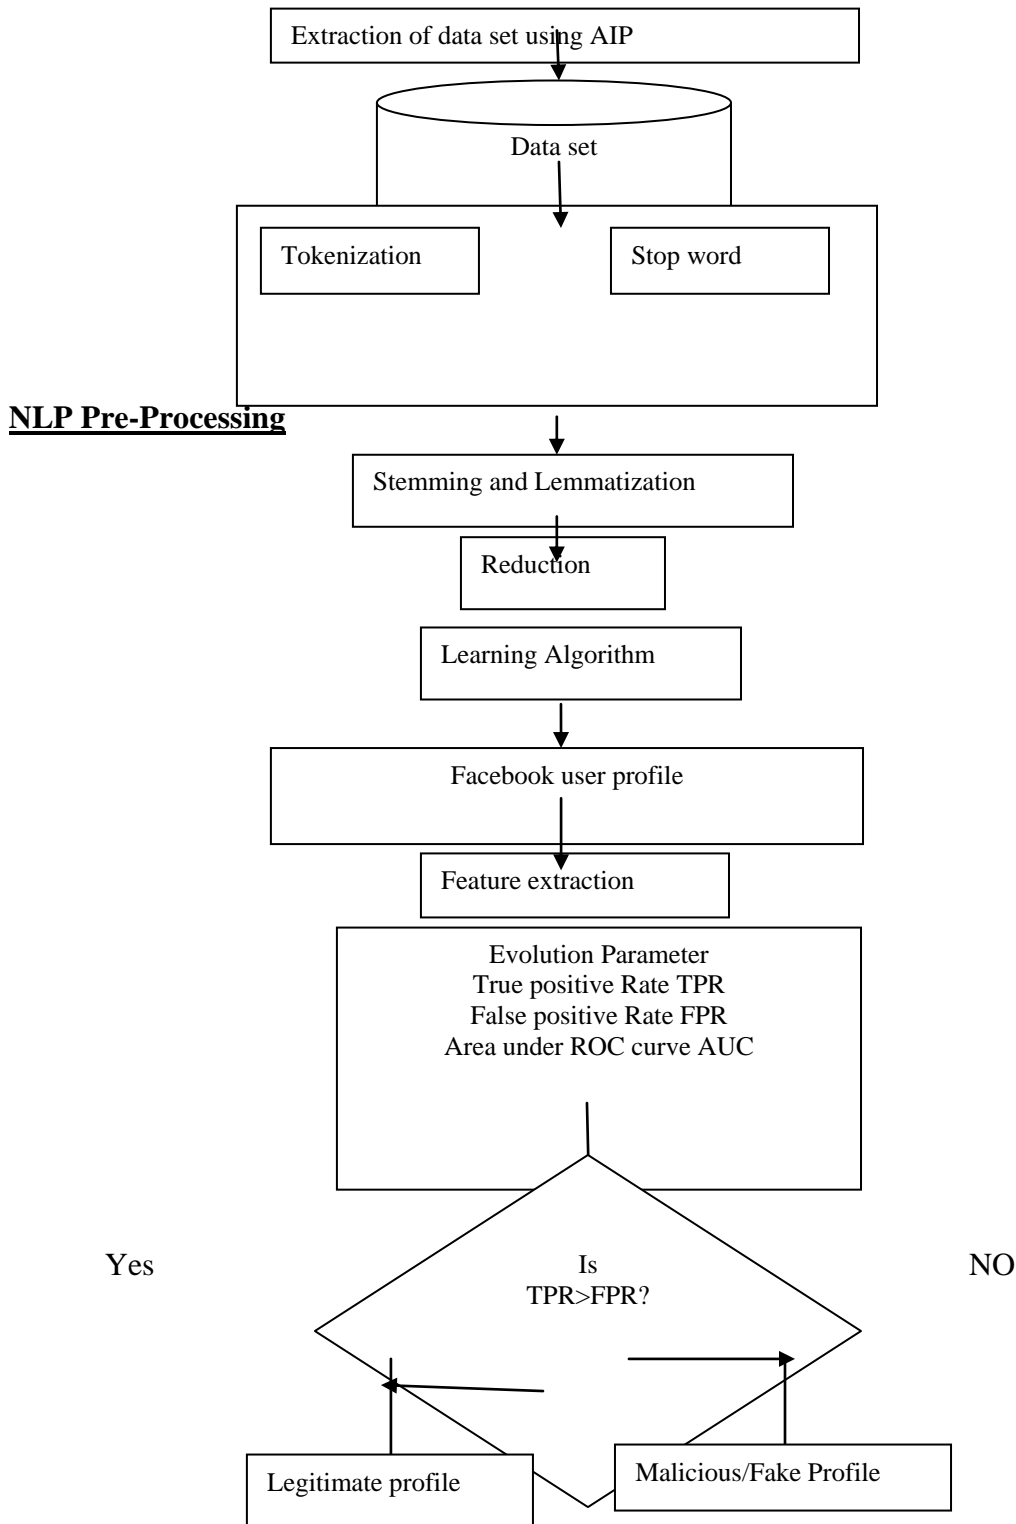 Extraction of data set using AIP
Data set
Tokenization
Stop word
NLP Pre-Processing
Stemming and Lemmatization
Reduction
Learning Algorithm
Facebook user profile
Feature extraction
Evolution Parameter
True positive Rate TPR
False positive Rate FPR
Area under ROC curve AUC
Yes
Is
TPR>FPR?
NO
Legitimate profile
Malicious/Fake Profile